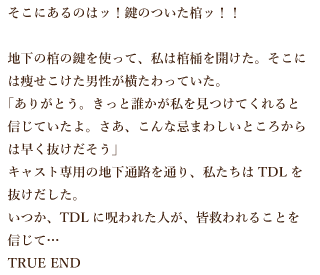 そこにあるのはッ！鍵のついた棺ッ！！
地下の棺の鍵を使って、私は棺桶を開けた。そこに
は痩せこけた男性が横たわっていた。
「ありがとう。きっと誰かが私を見つけてくれると
信じていたよ。さあ、こんな忌まわしいところから
は早く抜けだそう」
キャスト専用の地下通路を通り、私たちは TDL を
抜けだした。
いつか、TDL に呪われた人が、皆救われることを
信じて…
TRUE END